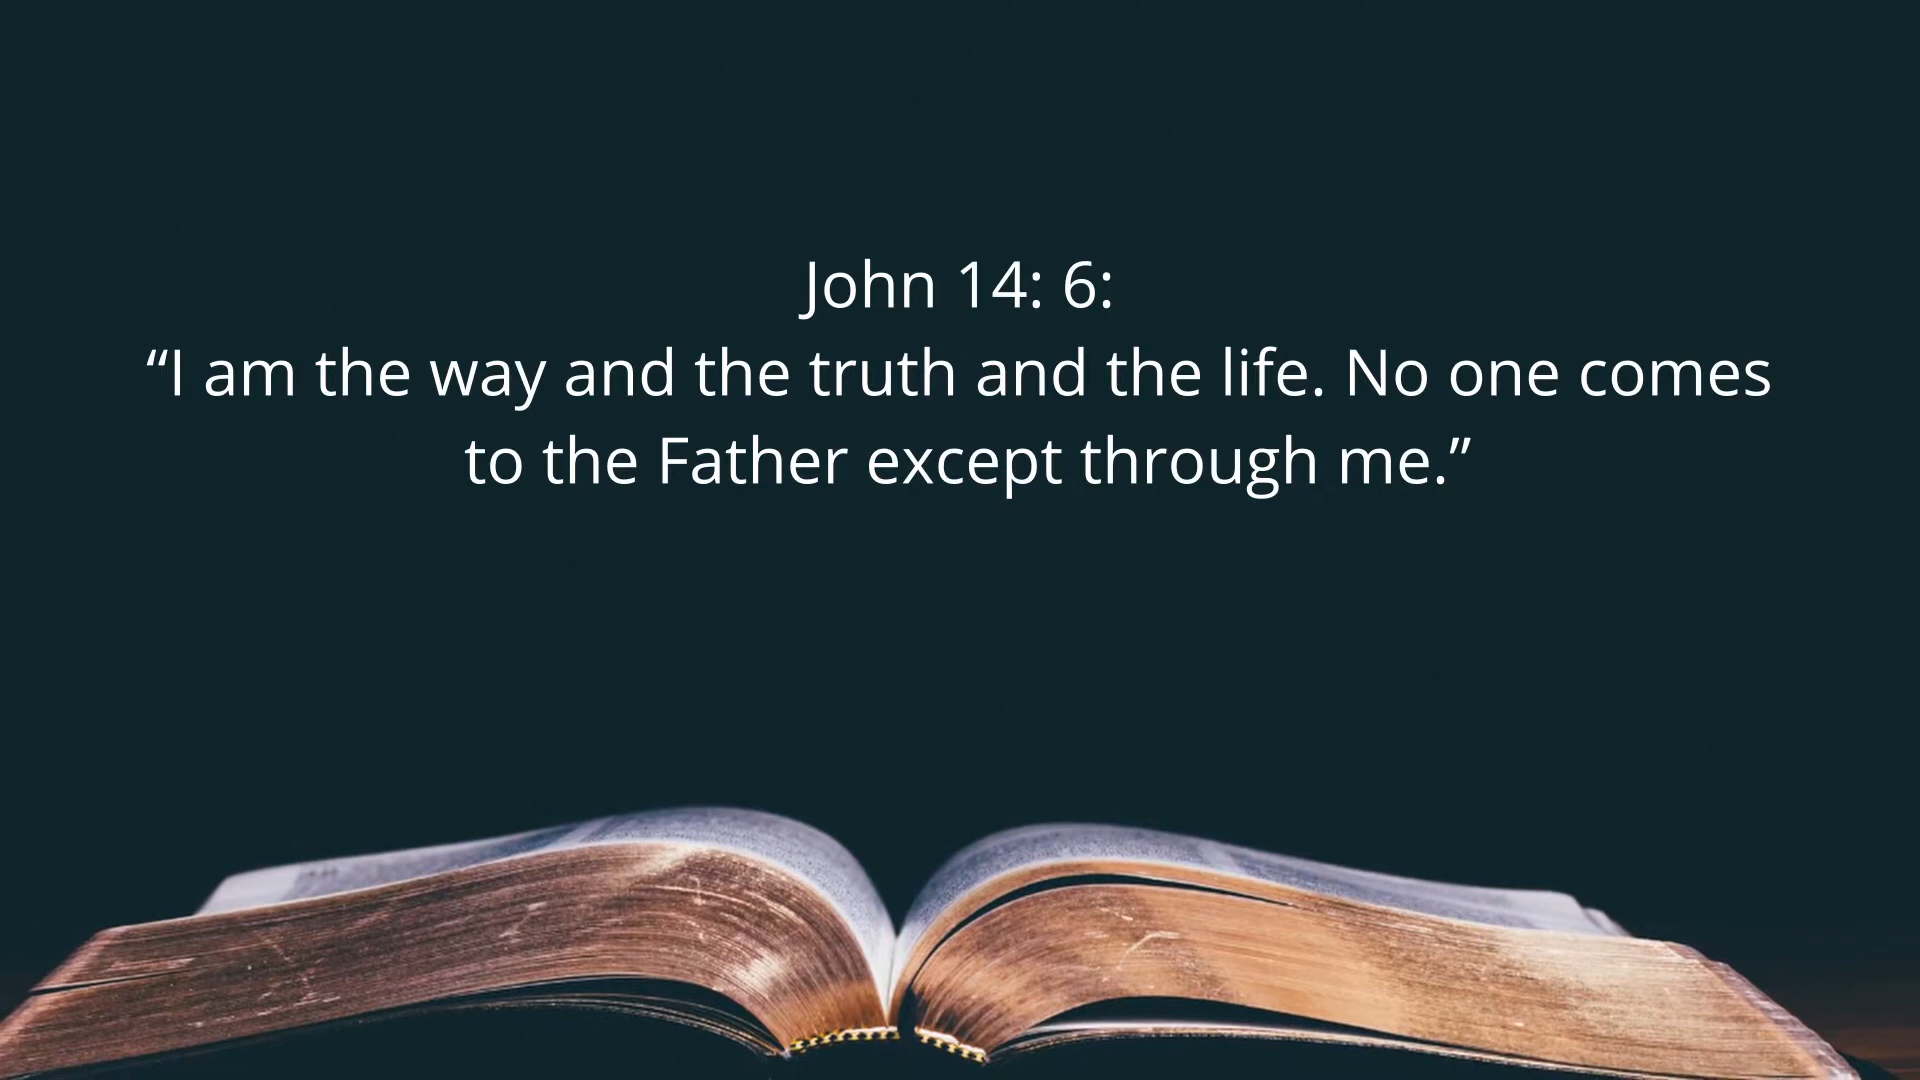 John 14: 6:
“I am the way and the truth and the life. No one comes
to the Father except through me.”